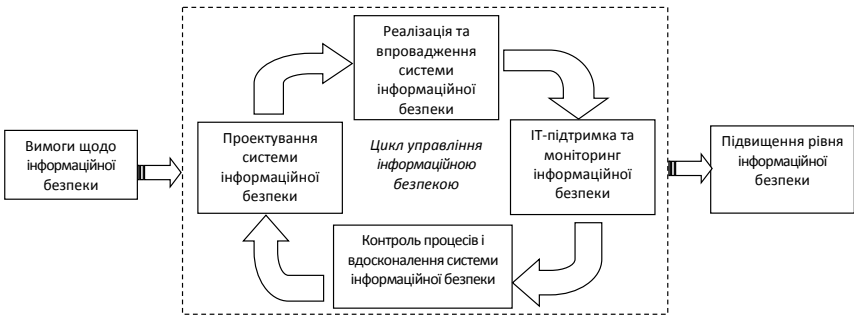 Вимоги щодо
інформаційної
безпеки
Проектування
системи
інформаційної
безпеки
Реалізація та
впровадження
системи
інформаційної
безпеки
Цикл управління
інформаційною
безпекою
ІТ-підтримка та
моніторинг
інформаційної
безпеки
Контроль процесів і
вдосконалення системи
інформаційної безпеки
Підвищення рівня
інформаційної
безпеки